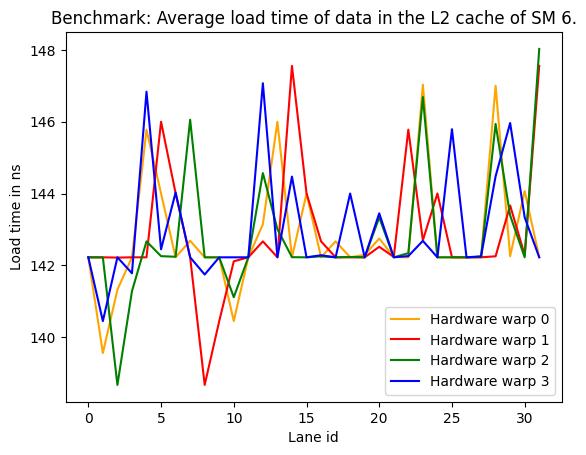 Benchmark: Average load time of data in the L2 cache of SM 6.
Load time in ns
148
146
144
142
140
0 5 10 15 20 25 30
Lane id
Hardware warp 0
Hardware warp 1
Hardware warp 2
Hardware warp 3